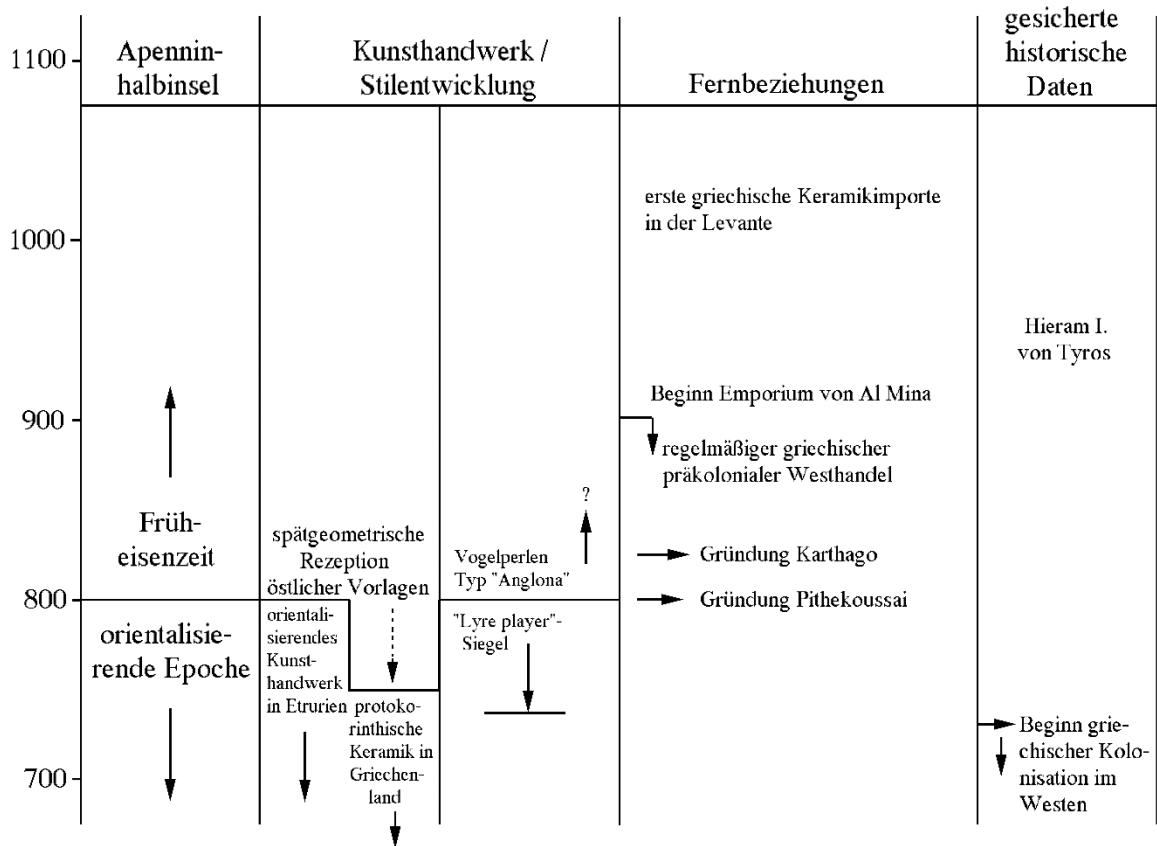 1100
1000
900
800
700
Apennin-
halbinsel
Früh-
eisenzeit
orientalisie-
rende Epoche
Kunsthandwerk /
Stilentwicklung
spätgeometrische
Rezeption
östlicher Vorlagen
orientali-
sierendes
Kunst-
handwerk
in Etrurien
protoko-
rinthische
Keramik in
Griechen-
land
?
Vogelperlen
Typ "Anglona"
"Lyre player"-
Siegel
Fernbeziehungen
erste griechische Keramikimporte
in der Levante
Beginn Emporium von Al Mina
regelmäßiger griechischer
präkolonialer Westhandel
Gründung Karthago
Gründung Pithekoussai
gesicherte
historische
Daten
Hieram I.
von Tyros
Beginn grie-
chischer Kolo-
nisation im
Westen